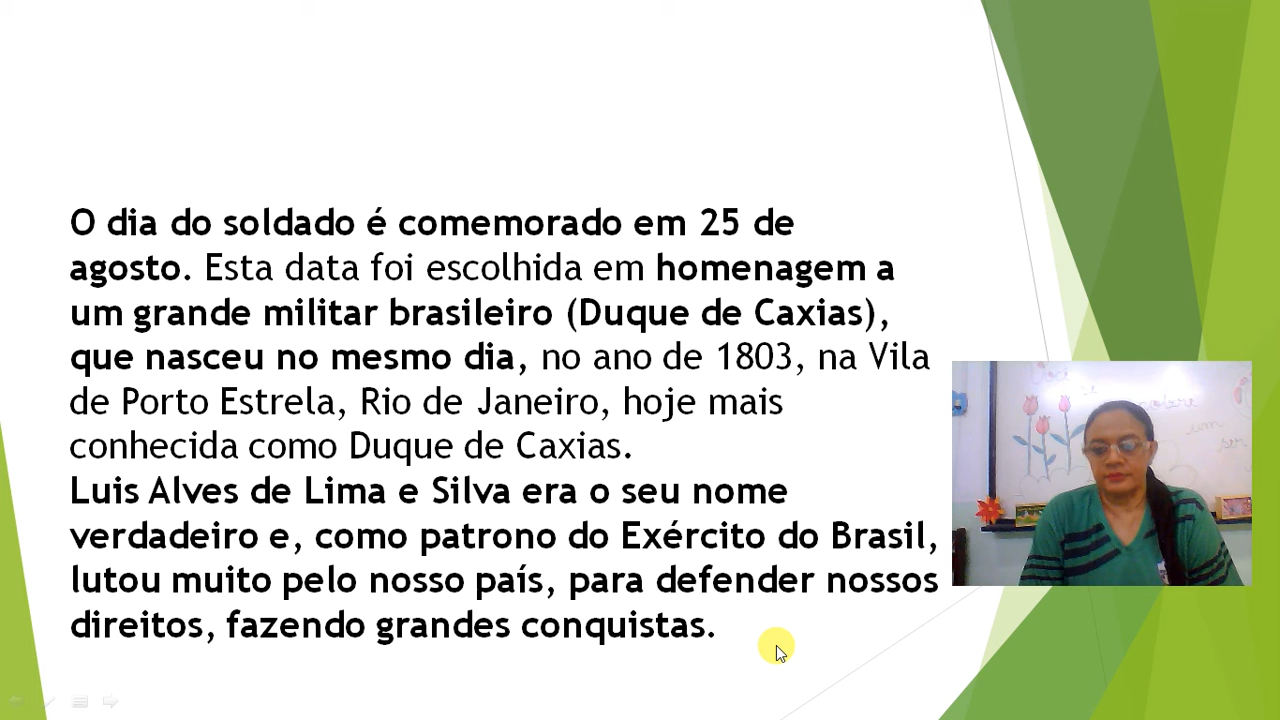 O dia do soldado é comemorado em 25 de
agosto. Esta data foi escolhida em homenagem a
um grande militar brasileiro (Duque de Caxias),
que nasceu no mesmo dia, no ano de 1803, na Vila
de Porto Estrela, Rio de Janeiro, hoje mais
conhecida como Duque de Caxias.
Luis Alves de Lima e Silva era o seu nome
verdadeiro e, como patrono do Exército do Brasil,
lutou muito pelo nosso país, para defender nossos
direitos, fazendo grandes conquistas.
um
ser